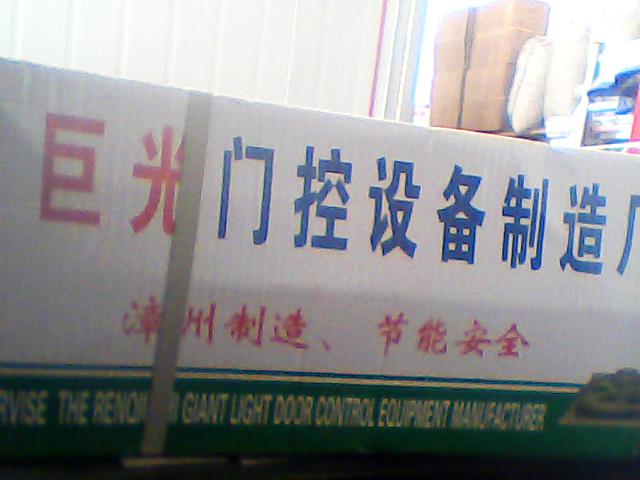 巨光门控设备制造厂
漳州制造、节能安全
THE GIANT LIGHT DOOR CONTROL EQUIPMENT MANUFACTURER